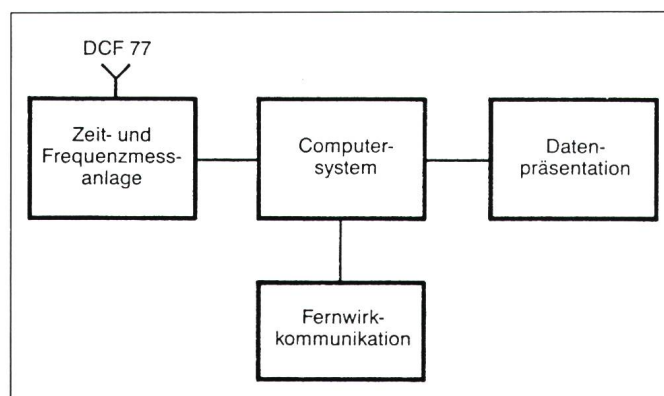 DCF 77
Zeit- und
Frequenzmess-
anlage
Computer-
system
Daten-
präsentation
Fernwirk-
kommunikation